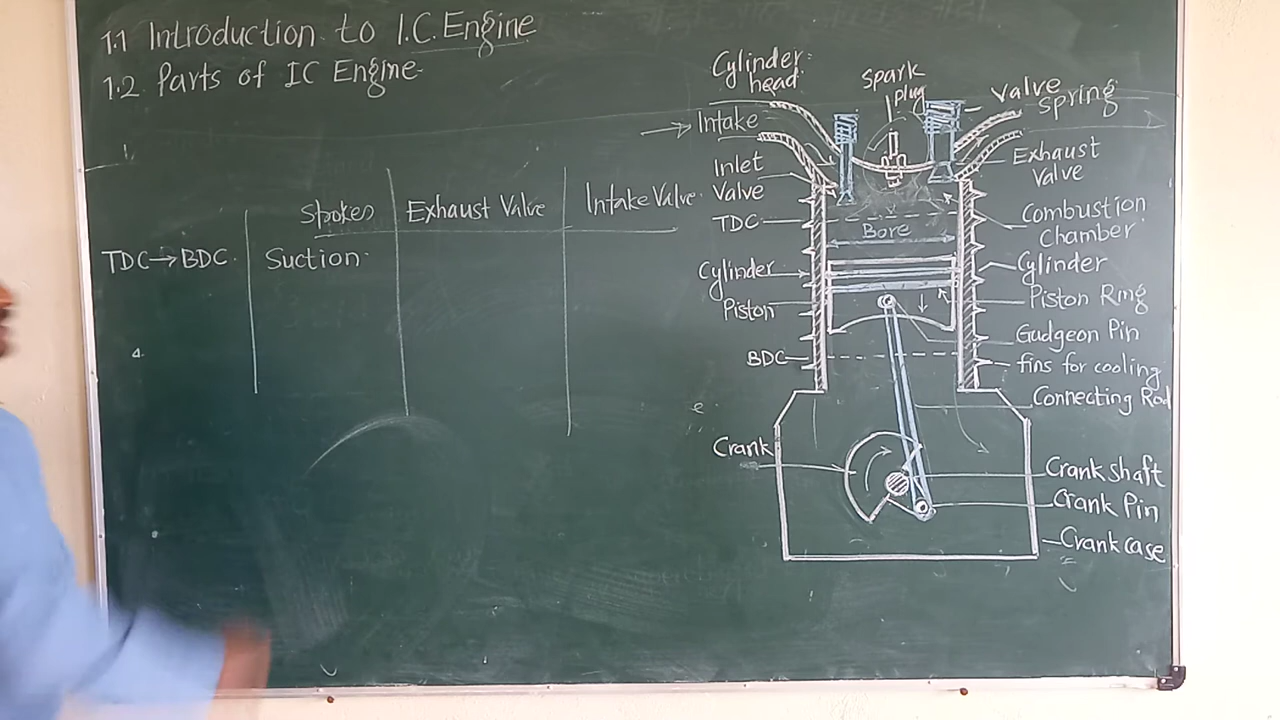 1.1 Introduction to I.C. Engine
1.2 Parts of IC Engine
Strokes Exhaust Valve Intake Valve
TDC→BDC Suction
Cylinder
head
Spark
plug
Valve
spring
Intake
Inlet
Valve
TDC
Bore
Cylinder
Piston
BDC
Crank
Exhaust
Valve
Combustion
Chamber
Cylinder
Piston Ring
Gudgeon Pin
fins for cooling
Connecting Rod
Crank shaft
Crank Pin
Crank case